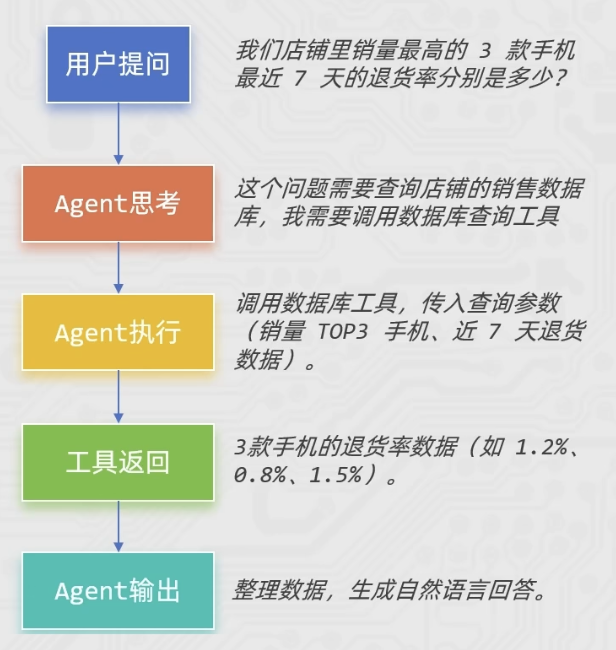 用户提问
我们店铺里销量最高的 3 款手机
最近 7 天的退货率分别是多少?
Agent思考
这个问题需要查询店铺的销售数据
库，我需要调用数据库查询工具
Agent执行
调用数据库工具，传入查询参数
（销量 TOP3 手机、近 7 天退货
数据）。
工具返回
3款手机的退货率数据（如 1.2%、
0.8%、1.5%）。
Agent输出
整理数据，生成自然语言回答。